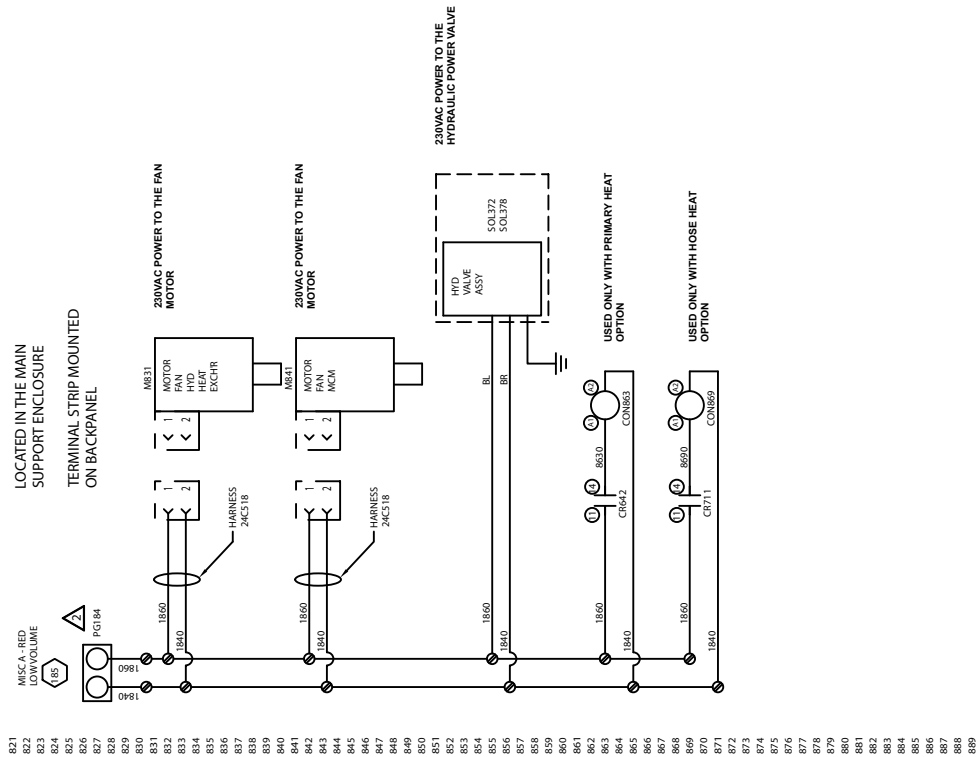 821
822
823
824
825
826
827
828
829
830
831
832
833
834
835
836
837
838
839
840
841
842
843
844
845
846
847
848
849
850
851
852
853
854
855
856
857
858
859
860
861
862
863
864
865
866
867
868
869
870
871
872
873
874
875
876
877
878
879
880
881
882
883
884
885
886
887
888
889
MISC A - RED
LOW VOLUME
185
2
PG184
1840
1860
LOCATED IN THE MAIN
SUPPORT ENCLOSURE
TERMINAL STRIP MOUNTED
ON BACKPANEL
1860
1840
HARNESS
24C518
1
2
1
2
M831
MOTOR
FAN
HYD
HEAT
EXCH'R
230VAC POWER TO THE FAN
MOTOR
1860
1840
HARNESS
24C518
1
2
1
2
M841
MOTOR
FAN
MCM
230VAC POWER TO THE FAN
MOTOR
1860
1840
BL
BR
HYD
VALVE
ASSY
SOL372
SOL378
230VAC POWER TO THE
HYDRAULIC POWER VALVE
1860
1840
11
14
CR642
8630
A1
A2
CON863
USED ONLY WITH PRIMARY HEAT
OPTION
1860
1840
11
14
CR711
8690
A1
A2
CON869
USED ONLY WITH HOSE HEAT
OPTION